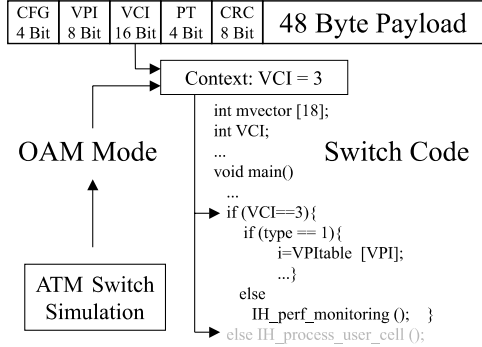 CFG VPI VCI PT CRC 48 Byte Payload
4 Bit 8 Bit 16 Bit 4 Bit 8 Bit
Context: VCI = 3
int mvector [18];
int VCI;
...
void main()
...
if (VCI==3){
if (type == 1){
i=VPItable [VPI];
...}
else
IH_perf_monitoring (); }
else IH_process_user_cell ();
OAM Mode
Switch Code
ATM Switch
Simulation